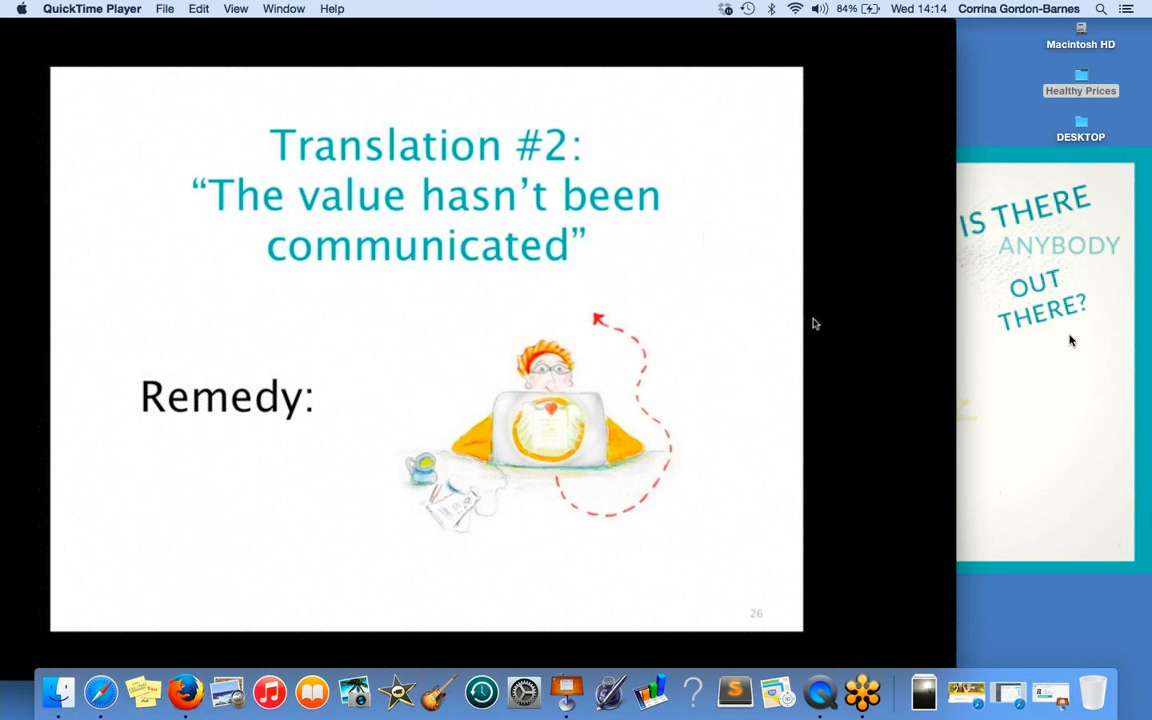 QuickTime Player File Edit View Window Help 84% Wed 14:14 Corrina Gordon-Barnes
Macintosh HD
Healthy Prices
DESKTOP
Translation #2:
“The value hasn’t been
communicated”
Remedy:
26
IS THERE
ANYBODY
OUT
THERE?